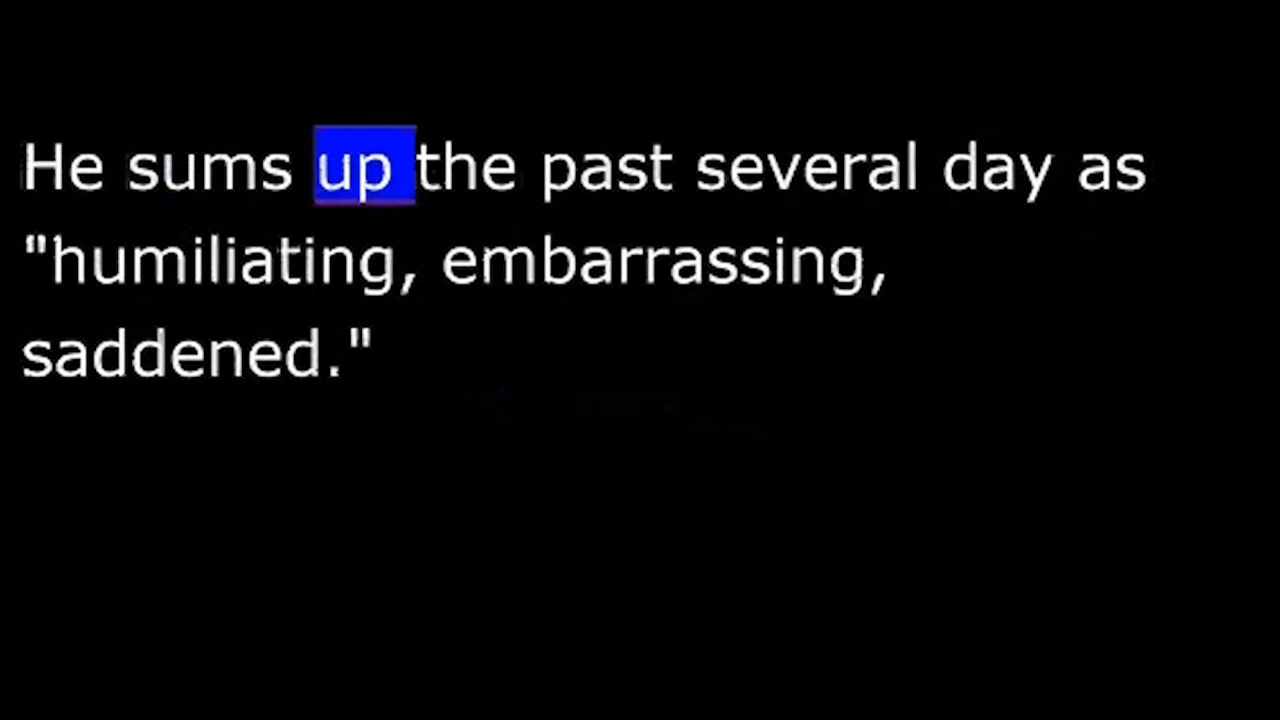 He sums up the past several day as
"humiliating, embarrassing,
saddened."